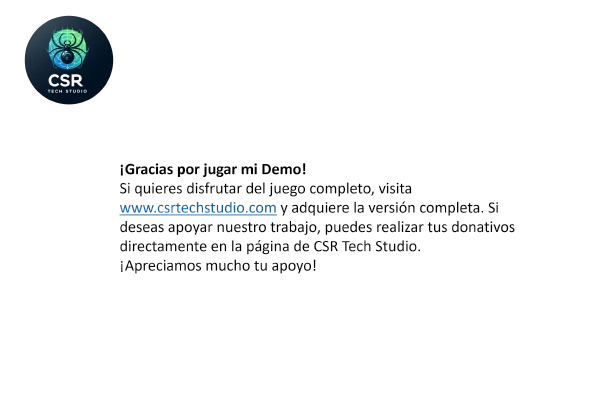 CSR
TECH STUDIO
¡Gracias por jugar mi Demo!
Si quieres disfrutar del juego completo, visita
www.csrtechstudio.com y adquiere la versión completa. Si
deseas apoyar nuestro trabajo, puedes realizar tus donativos
directamente en la página de CSR Tech Studio.
¡Apreciamos mucho tu apoyo!